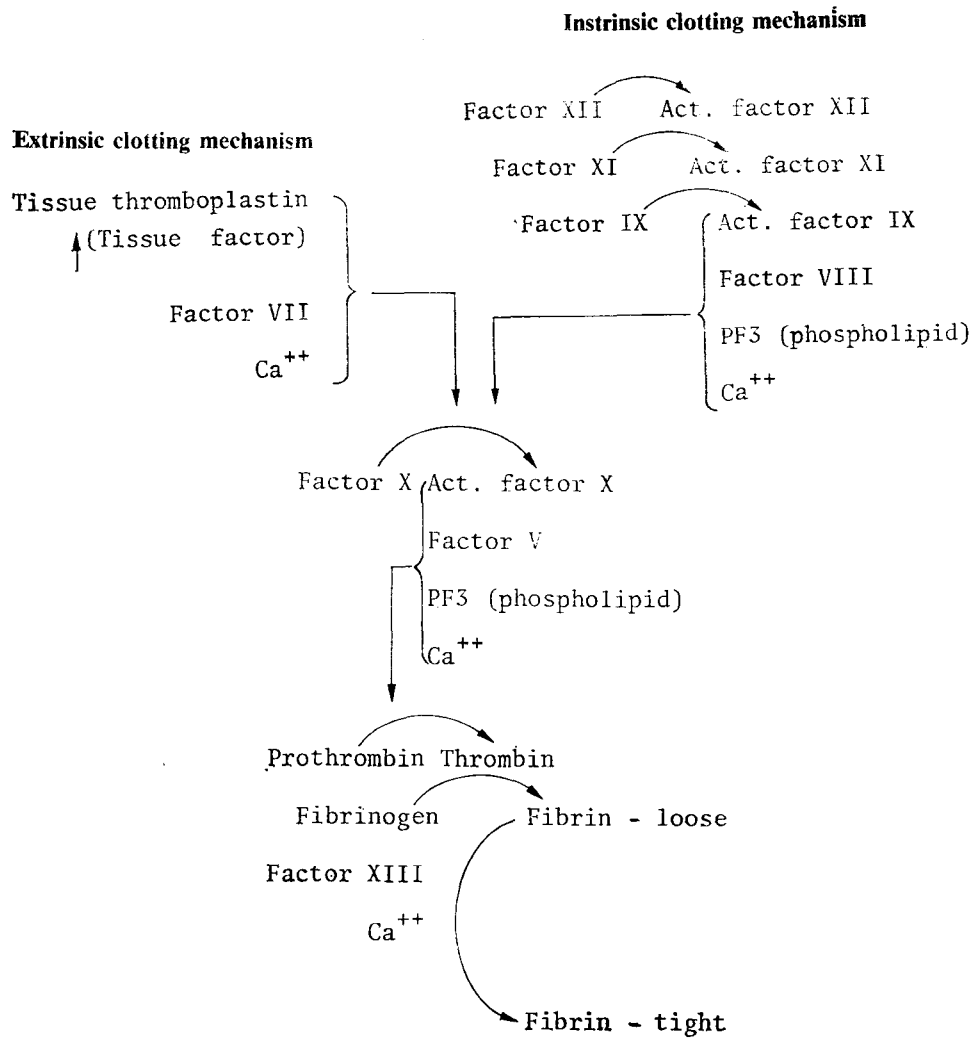 Instrinsic clotting mechanism
Factor XII Act. factor XII
Extrinsic clotting mechanism
Factor XI Act. factor XI
Tissue thromboplastin
(Tissue factor)
Factor VII
Ca++
Factor IX Act. factor IX
Factor VIII
PF3 (phospholipid)
Ca++
Factor X Act. factor X
Factor V
PF3 (phospholipid)
Ca++
Prothrombin Thrombin
Fibrinogen Fibrin - loose
Factor XIII
Ca++
Fibrin - tight